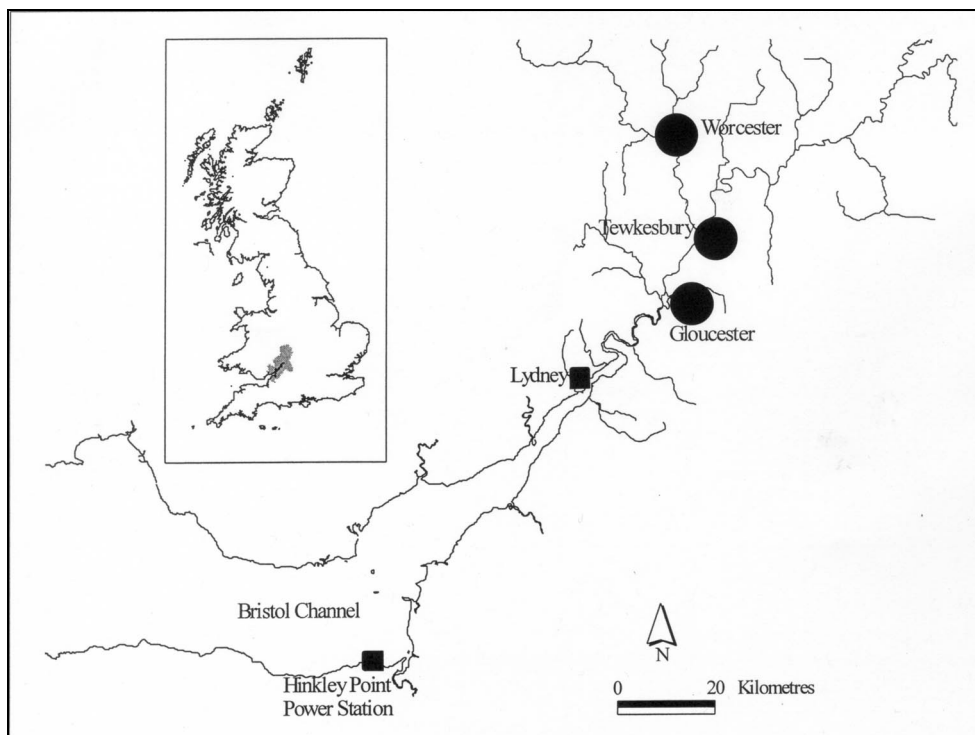 Worcester
Tewkesbury
Gloucester
Lydney
Bristol Channel
Hinkley Point
Power Station
N
0 20 Kilometres